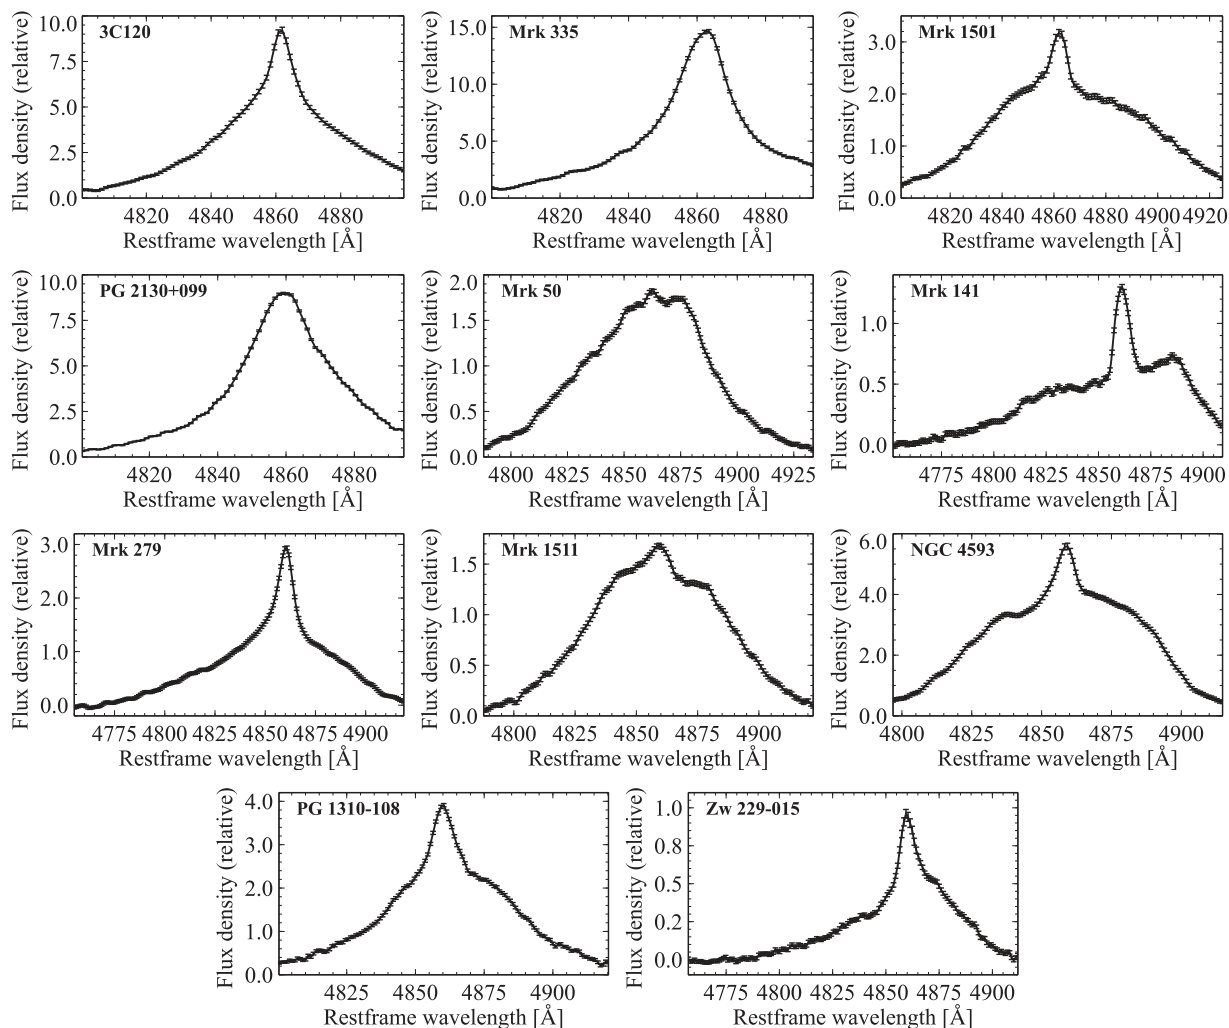 3C120
Flux density (relative)
10.0
7.5
5.0
2.5
0.0
4820 4840 4860 4880
Restframe wavelength [Å]
Mrk 335
Flux density (relative)
15.0
10.0
5.0
0.0
4820 4840 4860 4880
Restframe wavelength [Å]
Mrk 1501
Flux density (relative)
3.0
2.0
1.0
0.0
4820 4840 4860 4880 4900 4920
Restframe wavelength [Å]
PG 2130+099
Flux density (relative)
10.0
7.5
5.0
2.5
0.0
4820 4840 4860 4880
Restframe wavelength [Å]
Mrk 50
Flux density (relative)
2.0
1.5
1.0
0.5
0.0
4800 4825 4850 4875 4900 4925
Restframe wavelength [Å]
Mrk 141
Flux density (relative)
1.0
0.5
0.0
4775 4800 4825 4850 4875 4900
Restframe wavelength [Å]
Mrk 279
Flux density (relative)
3.0
2.0
1.0
0.0
4775 4800 4825 4850 4875 4900
Restframe wavelength [Å]
Mrk 1511
Flux density (relative)
1.5
1.0
0.5
0.0
4800 4825 4850 4875 4900
Restframe wavelength [Å]
NGC 4593
Flux density (relative)
6.0
4.0
2.0
0.0
4800 4825 4850 4875 4900
Restframe wavelength [Å]
PG 1310-108
Flux density (relative)
4.0
3.0
2.0
1.0
0.0
4825 4850 4875 4900
Restframe wavelength [Å]
Zw 229-015
Flux density (relative)
1.0
0.8
0.5
0.2
0.0
4775 4800 4825 4850 4875 4900
Restframe wavelength [Å]